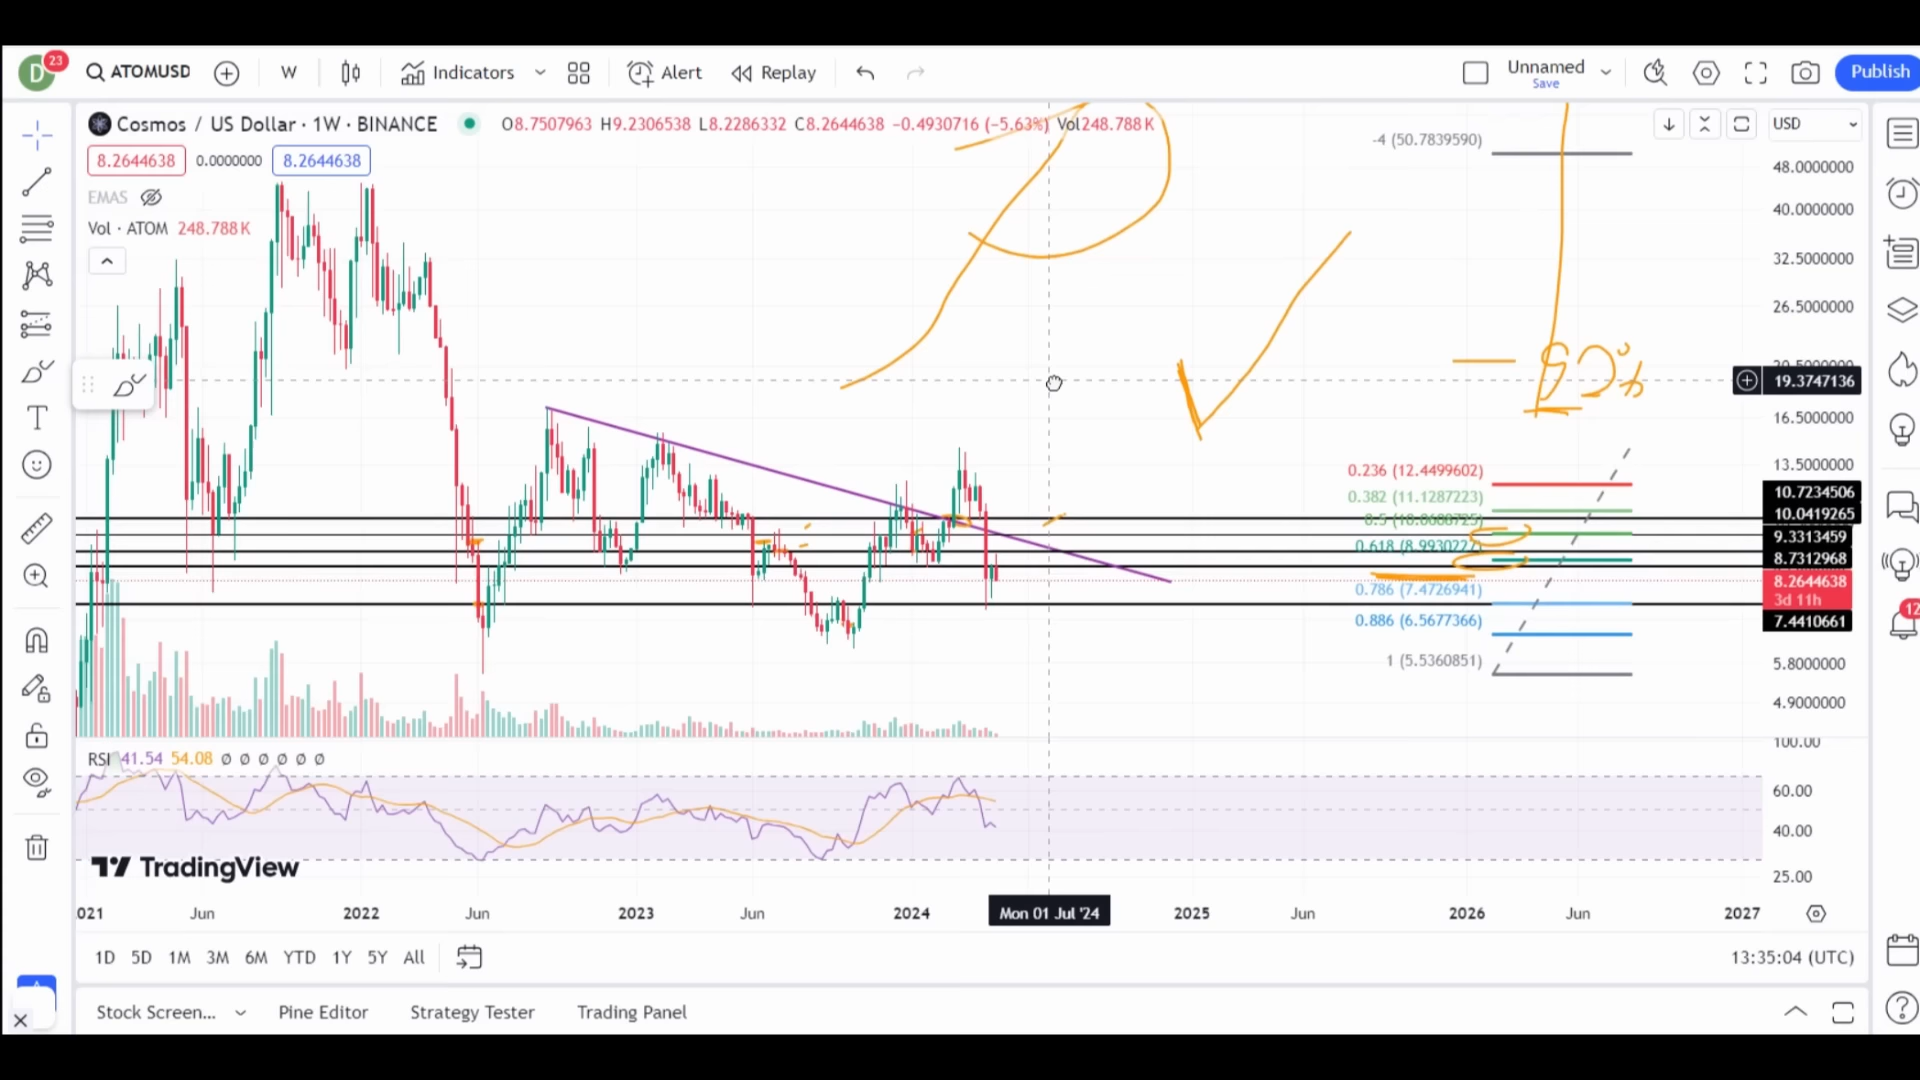 D 23 ATOMUSD W Indicators Alert Replay Unnamed Save Publish
Cosmos / US Dollar · 1W · BINANCE O8.7507963 H9.2306538 L8.2286332 C8.2644638 −0.4930716 (−5.63%) Vol248.788K
USD
-4 (50.7839590)
8.2644638 0.0000000 8.2644638
48.0000000
EMAS
40.0000000
Vol · ATOM 248.788K
32.5000000
26.5000000
19.3747136
16.5000000
13.5000000
0.236 (12.4499602)
0.382 (11.1287223)
10.7234506
10.0419265
9.3313459
8.7312968
8.2644638
3d 11h
0.786 (7.4726941)
7.4410661
0.886 (6.5677366)
1 (5.5360851)
5.8000000
4.9000000
100.00
RSI 41.54 54.08 ∅ ∅ ∅ ∅ ∅ ∅
60.00
40.00
25.00
TradingView
2021 Jun 2022 Jun 2023 Jun 2024 Mon 01 Jul '24 2025 Jun 2026 Jun 2027
1D 5D 1M 3M 6M YTD 1Y 5Y All 13:35:04 (UTC)
Stock Screen... Pine Editor Strategy Tester Trading Panel
12